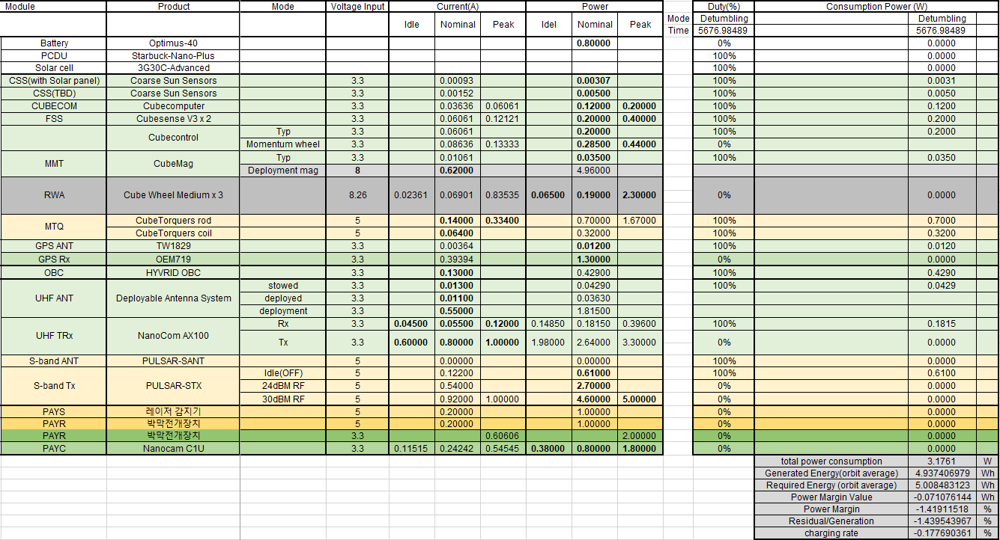 Module Product Mode Voltage Input Current(A) Power Duty(%) Consumption Power (W)
Idle Nominal Peak Idel Nominal Peak Mode Detumbling Detumbling
Time 5676.98489 5676.98489
Battery Optimus-40 0.80000 0% 0.0000
PCDU Starbuck-Nano-Plus 100% 0.0000
Solar cell 3G30C-Advanced 100% 0.0000
CSS(with Solar panel) Coarse Sun Sensors 3.3 0.00093 0.00307 100% 0.0031
CSS(TBD) Coarse Sun Sensors 3.3 0.00152 0.00500 100% 0.0050
CUBECOM Cubecomputer 3.3 0.03636 0.06061 0.12000 0.20000 100% 0.1200
FSS Cubesense V3 x 2 3.3 0.06061 0.12121 0.20000 0.40000 100% 0.2000
Cubecontrol Typ 3.3 0.06061 0.20000 100% 0.2000
Momentum wheel 3.3 0.08636 0.13333 0.28500 0.44000 0%
MMT CubeMag Typ 3.3 0.01061 0.03500 100% 0.0350
Deployment mag 8 0.62000 4.96000
RWA Cube Wheel Medium x 3 8.26 0.02361 0.06901 0.83535 0.06500 0.19000 2.30000 0% 0.0000
MTQ CubeTorquers rod 5 0.14000 0.33400 0.70000 1.67000 100% 0.7000
CubeTorquers coil 5 0.06400 0.32000 100% 0.3200
GPS ANT TW1829 3.3 0.00364 0.01200 100% 0.0120
GPS Rx OEM719 3.3 0.39394 1.30000 0% 0.0000
OBC HYVRID OBC 3.3 0.13000 0.42900 100% 0.4290
UHF ANT Deployable Antenna System stowed 3.3 0.01300 0.04290 100% 0.0429
deployed 3.3 0.01100 0.03630
deployment 3.3 0.55000 1.81500
UHF TRx NanoCom AX100 Rx 3.3 0.04500 0.05500 0.12000 0.14850 0.18150 0.39600 100% 0.1815
Tx 3.3 0.60000 0.80000 1.00000 1.98000 2.64000 3.30000 0% 0.0000
S-band ANT PULSAR-SANT 5 0.00000 0.00000 100% 0.0000
S-band Tx PULSAR-STX Idle(OFF) 5 0.12200 0.61000 100% 0.6100
24dBM RF 5 0.54000 2.70000 0% 0.0000
30dBM RF 5 0.92000 1.00000 4.60000 5.00000 0% 0.0000
PAYS 레이저 감지기 5 0.20000 1.00000 0% 0.0000
PAYR 박막전개장치 5 0.20000 1.00000 0% 0.0000
PAYR 박막전개장치 3.3 0.60606 2.00000 0% 0.0000
PAYC Nanocam C1U 3.3 0.11515 0.24242 0.54545 0.38000 0.80000 1.80000 0% 0.0000
total power consumption 3.1761 W
Generated Energy(orbit average) 4.937406979 Wh
Required Energy (orbit average) 5.008483123 Wh
Power Margin Value -0.071076144 Wh
Power Margin -1.41911518 %
Residual/Generation -1.439543967 %
charging rate -0.177690361 %